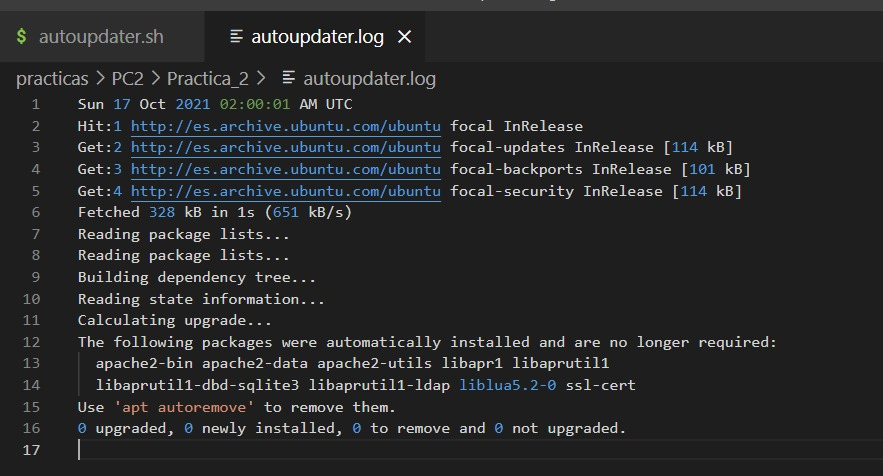 $ autoupdater.sh autoupdater.log
practicas > PC2 > Practica_2 > autoupdater.log
1 Sun 17 Oct 2021 02:00:01 AM UTC
2 Hit:1 http://es.archive.ubuntu.com/ubuntu focal InRelease
3 Get:2 http://es.archive.ubuntu.com/ubuntu focal-updates InRelease [114 kB]
4 Get:3 http://es.archive.ubuntu.com/ubuntu focal-backports InRelease [101 kB]
5 Get:4 http://es.archive.ubuntu.com/ubuntu focal-security InRelease [114 kB]
6 Fetched 328 kB in 1s (651 kB/s)
7 Reading package lists...
8 Reading package lists...
9 Building dependency tree...
10 Reading state information...
11 Calculating upgrade...
12 The following packages were automatically installed and are no longer required:
13 apache2-bin apache2-data apache2-utils libapr1 libaprutil1
14 libaprutil1-dbd-sqlite3 libaprutil1-ldap liblua5.2-0 ssl-cert
15 Use 'apt autoremove' to remove them.
16 0 upgraded, 0 newly installed, 0 to remove and 0 not upgraded.
17